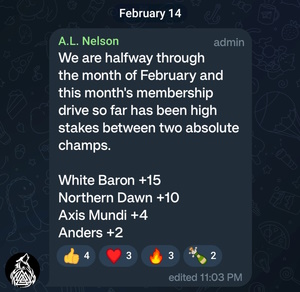 February 14
A.L. Nelson admin
We are halfway through
the month of February and
this month's membership
drive so far has been high
stakes between two absolute
champs.
White Baron +15
Northern Dawn +10
Axis Mundi +4
Anders +2
👍 4 ❤️ 3 🔥 3 🍾 2
edited 11:03 PM